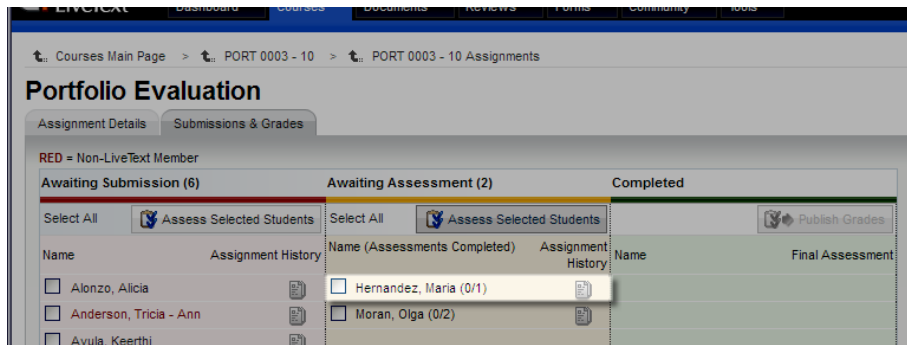 LIVETEXT Dashboard Courses Documents Reviews Forms Community Tools
Courses Main Page > PORT 0003 - 10 > PORT 0003 - 10 Assignments
Portfolio Evaluation
Assignment Details Submissions & Grades
RED = Non-LiveText Member
Awaiting Submission (6) Awaiting Assessment (2) Completed
Select All Assess Selected Students Select All Assess Selected Students Publish Grades
Name Assignment History Name (Assessments Completed) Assignment History Name Final Assessment
Alonzo, Alicia Hernandez, Maria (0/1)
Anderson, Tricia - Ann Moran, Olga (0/2)
Avula, Keerthi